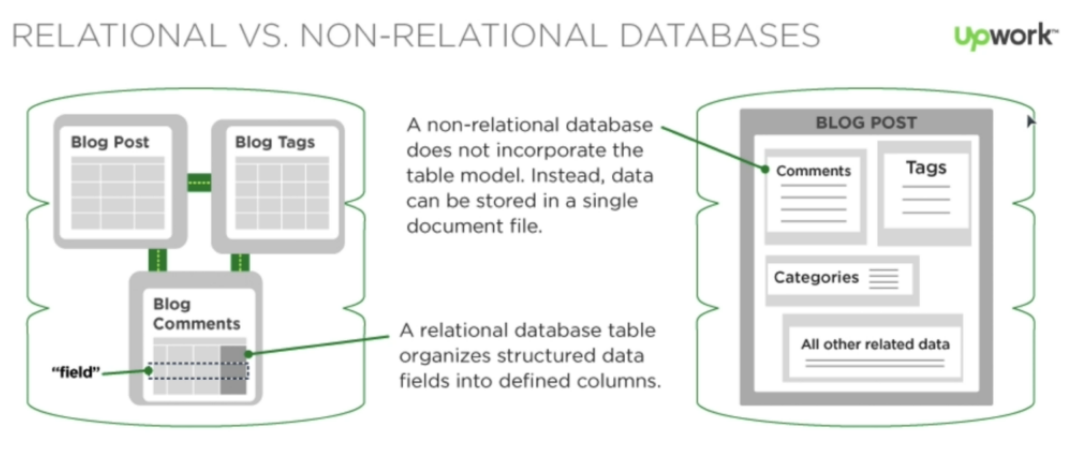 RELATIONAL VS. NON-RELATIONAL DATABASES
Upwork™
Blog Post
Blog Tags
Blog
Comments
"field"
A non-relational database
does not incorporate the
table model. Instead, data
can be stored in a single
document file.
A relational database table
organizes structured data
fields into defined columns.
BLOG POST
Comments
Tags
Categories
All other related data